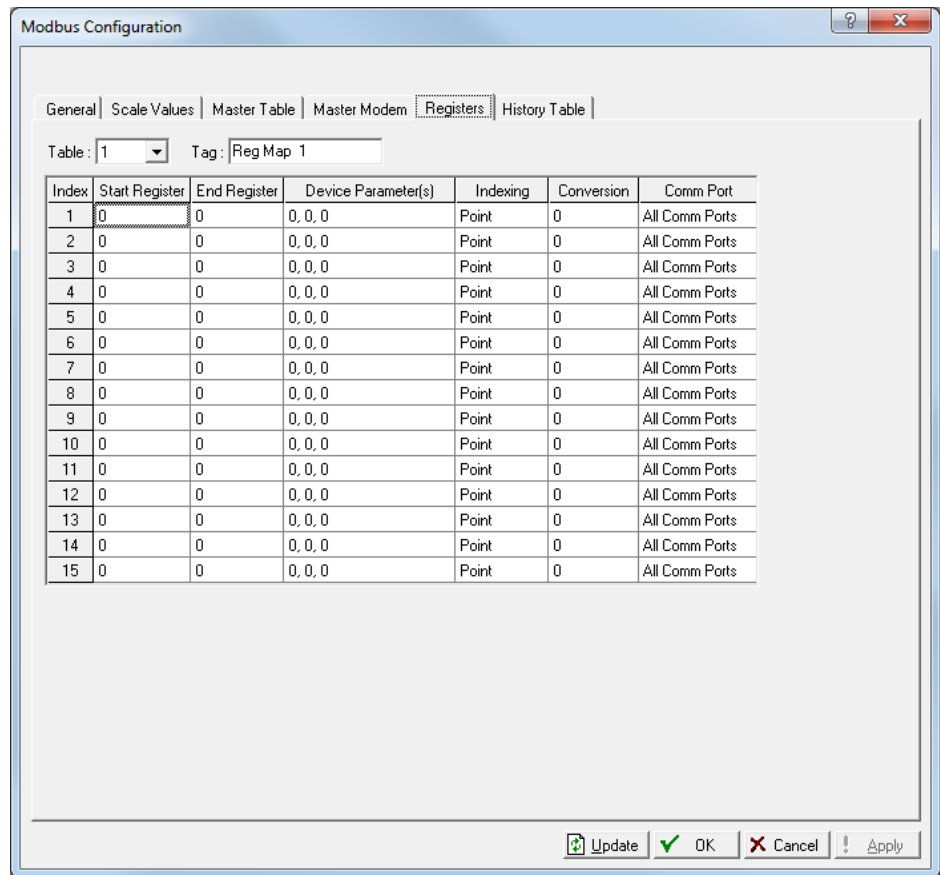 Modbus Configuration
General Scale Values Master Table Master Modem Registers History Table
Table : 1 Tag : Reg Map 1
Index Start Register End Register Device Parameter(s) Indexing Conversion Comm Port
1 0 0 0, 0, 0 Point 0 All Comm Ports
2 0 0 0, 0, 0 Point 0 All Comm Ports
3 0 0 0, 0, 0 Point 0 All Comm Ports
4 0 0 0, 0, 0 Point 0 All Comm Ports
5 0 0 0, 0, 0 Point 0 All Comm Ports
6 0 0 0, 0, 0 Point 0 All Comm Ports
7 0 0 0, 0, 0 Point 0 All Comm Ports
8 0 0 0, 0, 0 Point 0 All Comm Ports
9 0 0 0, 0, 0 Point 0 All Comm Ports
10 0 0 0, 0, 0 Point 0 All Comm Ports
11 0 0 0, 0, 0 Point 0 All Comm Ports
12 0 0 0, 0, 0 Point 0 All Comm Ports
13 0 0 0, 0, 0 Point 0 All Comm Ports
14 0 0 0, 0, 0 Point 0 All Comm Ports
15 0 0 0, 0, 0 Point 0 All Comm Ports
Update OK Cancel ! Apply